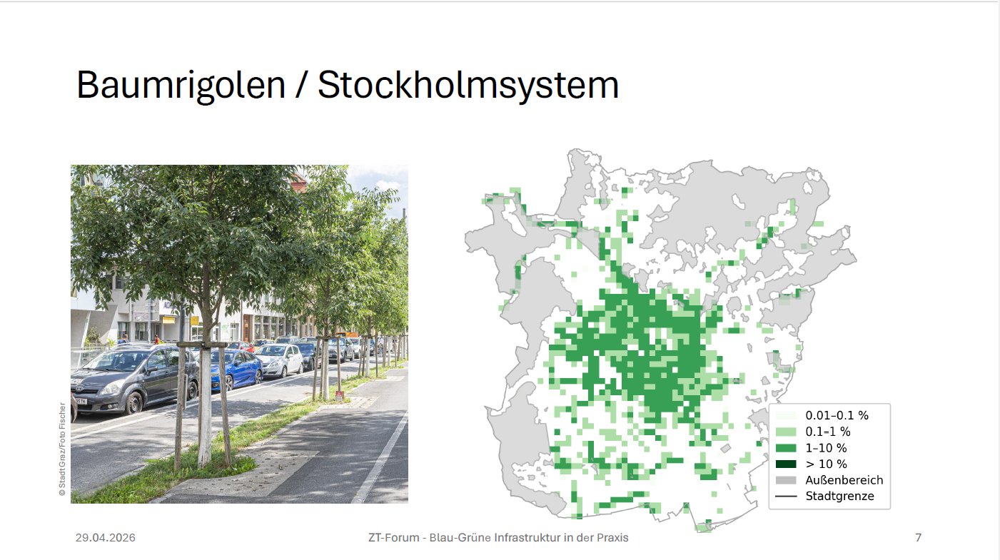 Baumrigolen / Stockholmsystem
© Stadt Graz/Foto Fischer
0.01–0.1 %
0.1–1 %
1–10 %
> 10 %
Außenbereich
Stadtgrenze
29.04.2026
ZT-Forum - Blau-Grüne Infrastruktur in der Praxis
7